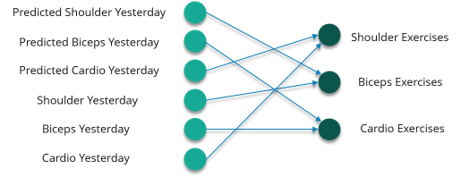 Predicted Shoulder Yesterday
Predicted Biceps Yesterday
Predicted Cardio Yesterday
Shoulder Yesterday
Biceps Yesterday
Cardio Yesterday
Shoulder Exercises
Biceps Exercises
Cardio Exercises